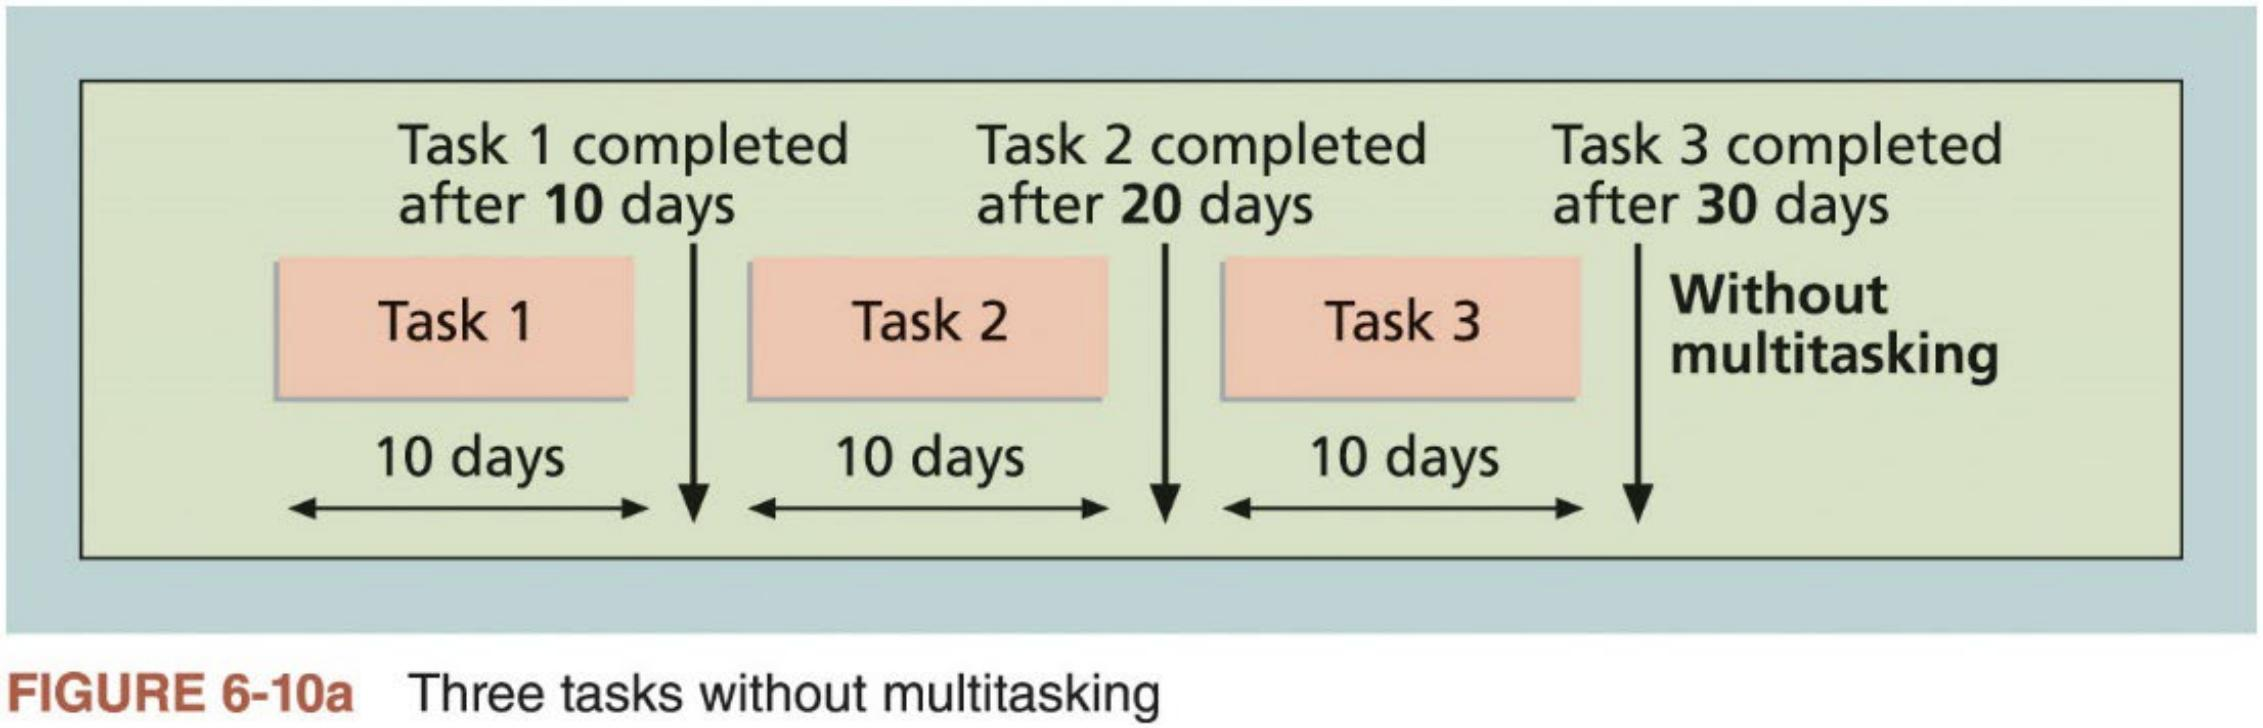 Task 1 completed
after 10 days
Task 2 completed
after 20 days
Task 3 completed
after 30 days
Task 1
Task 2
Task 3
Without
multitasking
10 days
10 days
10 days
FIGURE 6-10a Three tasks without multitasking